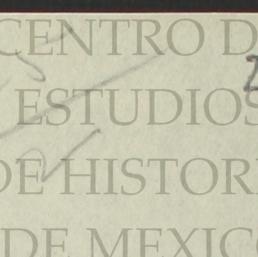 CENTRO D
ESTUDIOS
DE HISTORI
DE MEXICO